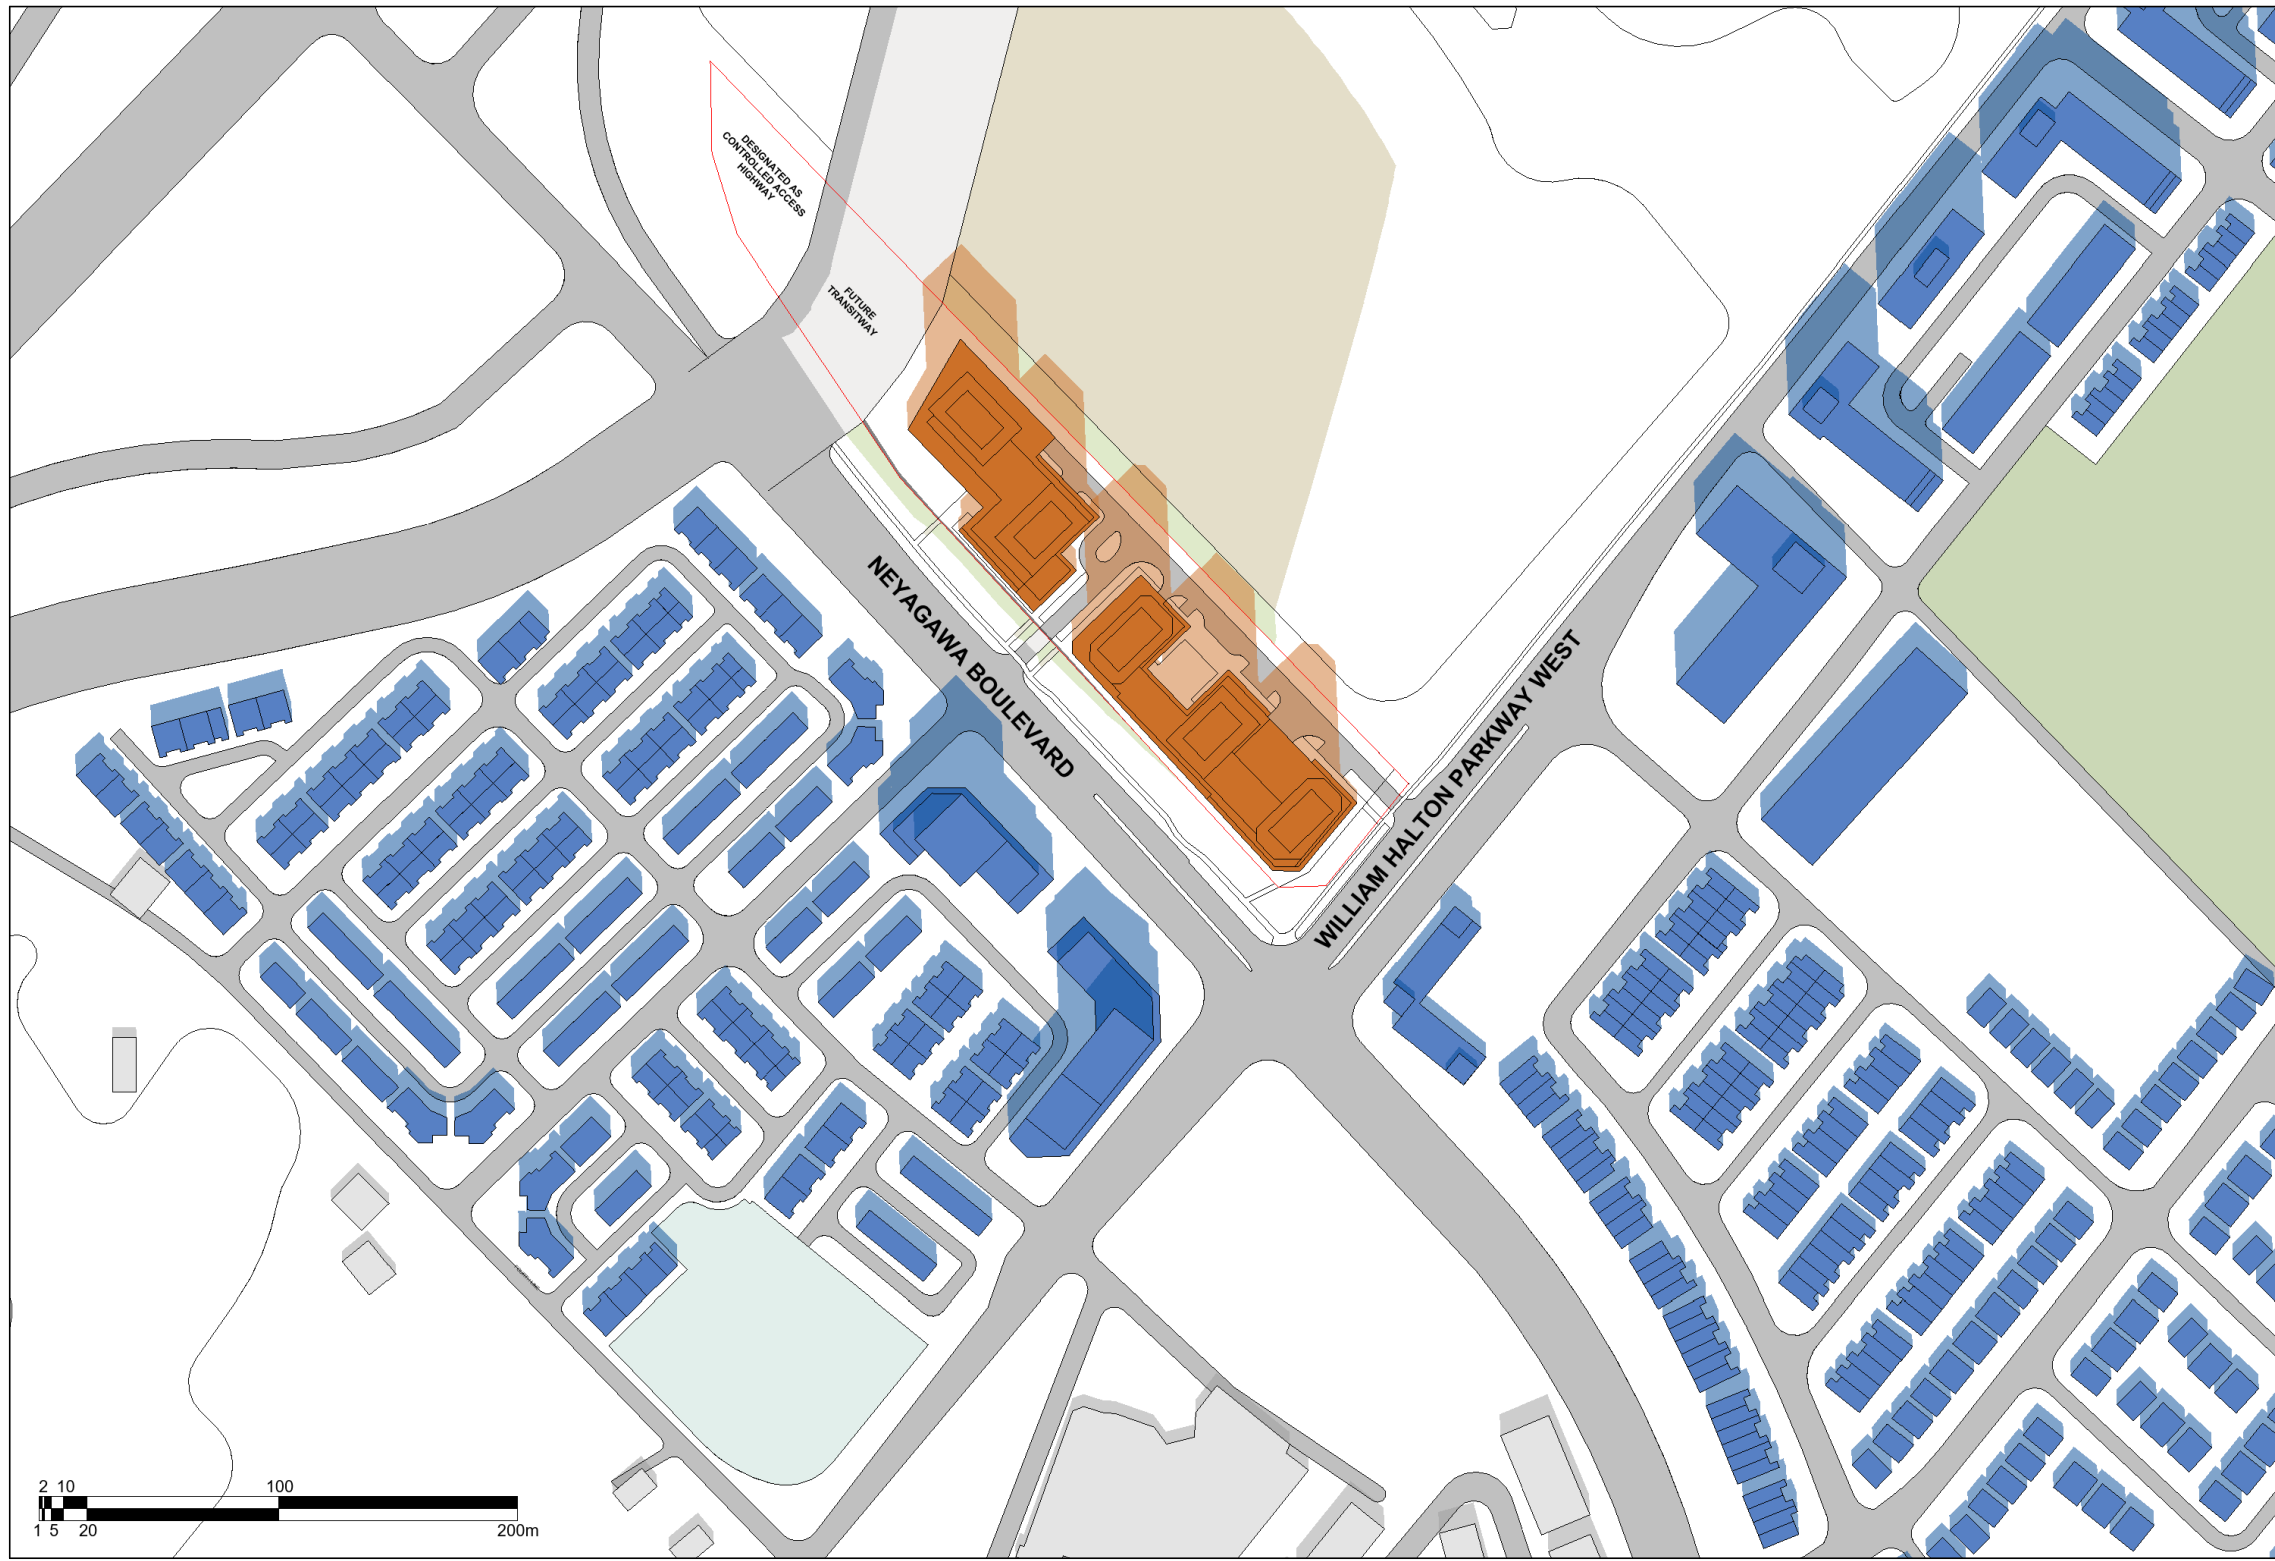 DESIGNATED AS
CONTROLLED ACCESS
HIGHWAY
FUTURE
TRANSITWAY
NEYAGAWA BOULEVARD
WILLIAM HALTON PARKWAY WEST
2 10 100
1 5 20 200m